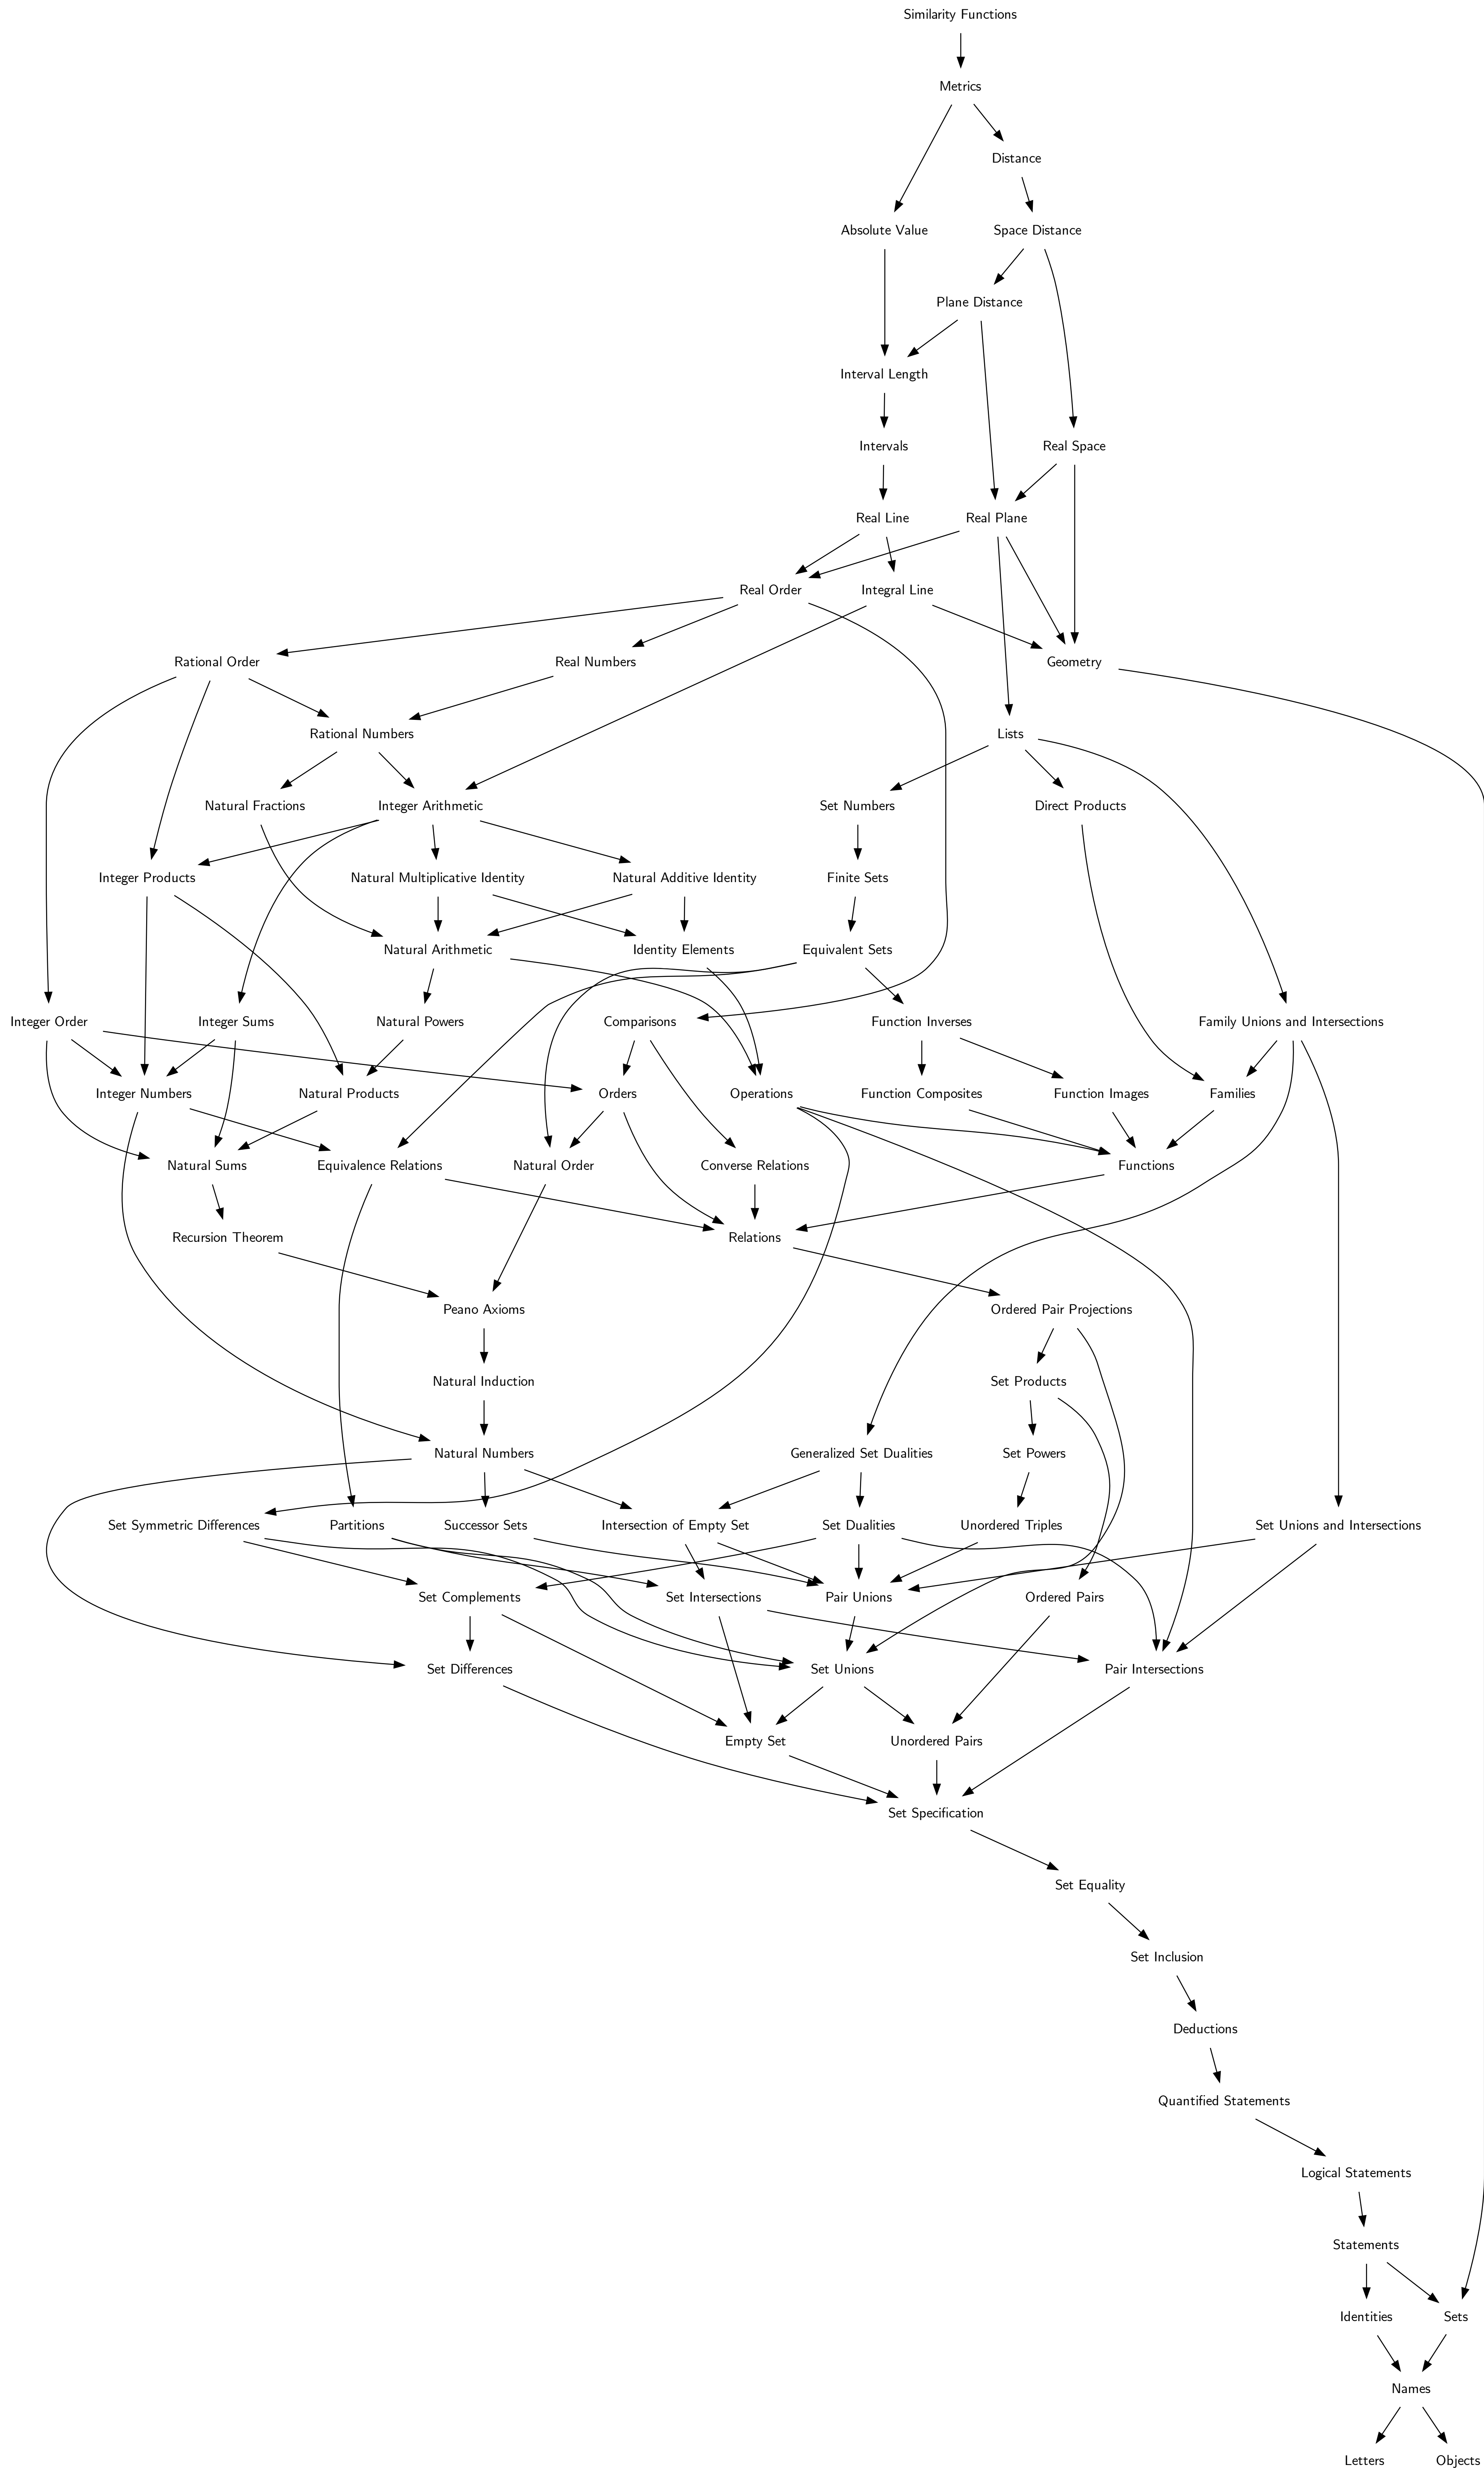 Similarity Functions
Metrics
Distance
Absolute Value
Space Distance
Plane Distance
Interval Length
Intervals
Real Space
Real Line
Real Plane
Real Order
Integral Line
Rational Order
Real Numbers
Geometry
Rational Numbers
Lists
Natural Fractions
Integer Arithmetic
Set Numbers
Direct Products
Integer Products
Natural Multiplicative Identity
Natural Additive Identity
Finite Sets
Natural Arithmetic
Identity Elements
Equivalent Sets
Integer Order
Integer Sums
Natural Powers
Comparisons
Function Inverses
Family Unions and Intersections
Integer Numbers
Natural Products
Orders
Operations
Function Composites
Function Images
Families
Natural Sums
Equivalence Relations
Natural Order
Converse Relations
Functions
Recursion Theorem
Relations
Peano Axioms
Ordered Pair Projections
Natural Induction
Set Products
Natural Numbers
Generalized Set Dualities
Set Powers
Set Symmetric Differences
Partitions
Successor Sets
Intersection of Empty Set
Set Dualities
Unordered Triples
Set Unions and Intersections
Set Complements
Set Intersections
Pair Unions
Ordered Pairs
Set Differences
Set Unions
Pair Intersections
Empty Set
Unordered Pairs
Set Specification
Set Equality
Set Inclusion
Deductions
Quantified Statements
Logical Statements
Statements
Identities
Sets
Names
Letters
Objects